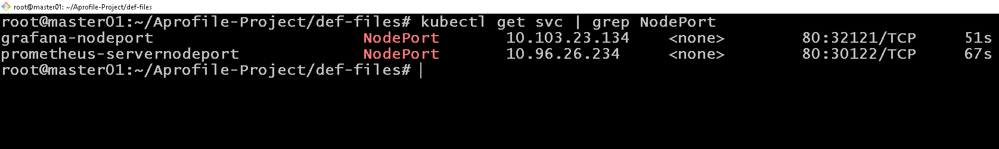 root@master01: ~/Aprofile-Project/def-files
root@master01:~/Aprofile-Project/def-files# kubectl get svc | grep NodePort
grafana-nodeport NodePort 10.103.23.134 <none> 80:32121/TCP 51s
prometheus-servernodeport NodePort 10.96.26.234 <none> 80:30122/TCP 67s
root@master01:~/Aprofile-Project/def-files#